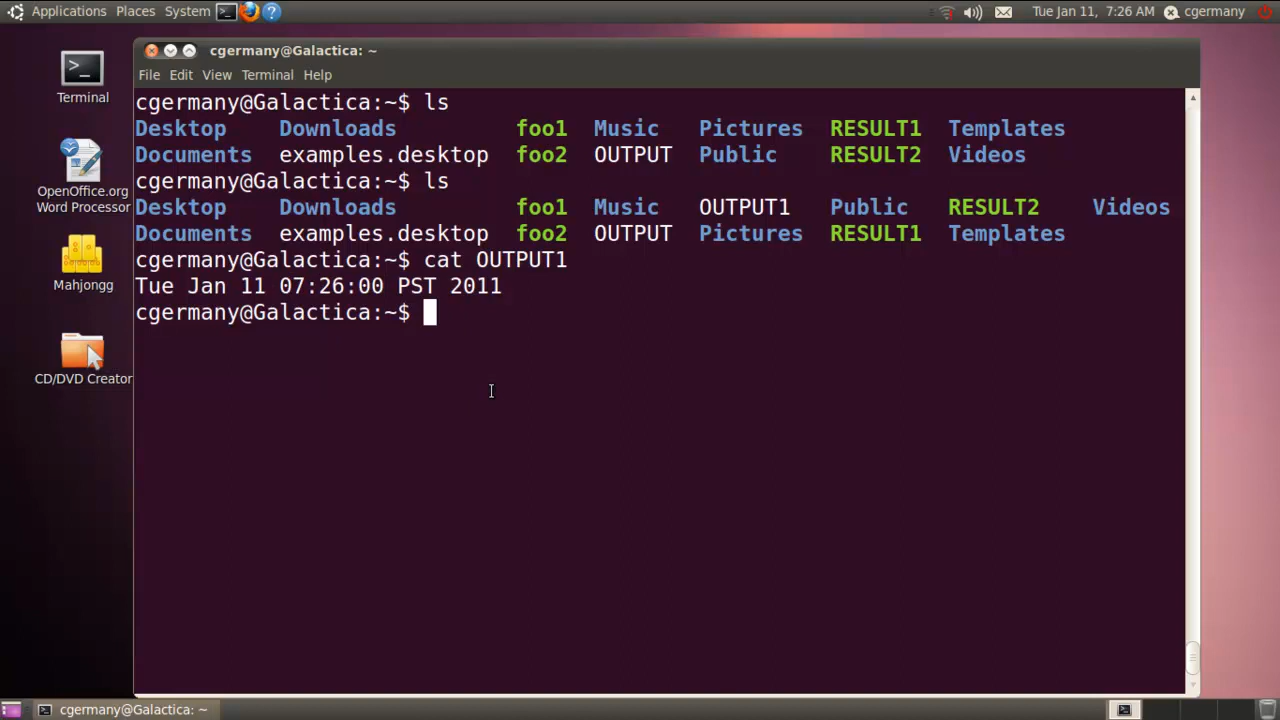 Applications Places System Tue Jan 11, 7:26 AM cgermany
cgermany@Galactica: ~
File Edit View Terminal Help
Terminal
OpenOffice.org
Word Processor
Mahjongg
CD/DVD Creator
cgermany@Galactica:~$ ls
Desktop Downloads foo1 Music Pictures RESULT1 Templates
Documents examples.desktop foo2 OUTPUT Public RESULT2 Videos
cgermany@Galactica:~$ ls
Desktop Downloads foo1 Music OUTPUT1 Public RESULT2 Videos
Documents examples.desktop foo2 OUTPUT Pictures RESULT1 Templates
cgermany@Galactica:~$ cat OUTPUT1
Tue Jan 11 07:26:00 PST 2011
cgermany@Galactica:~$
cgermany@Galactica: ~